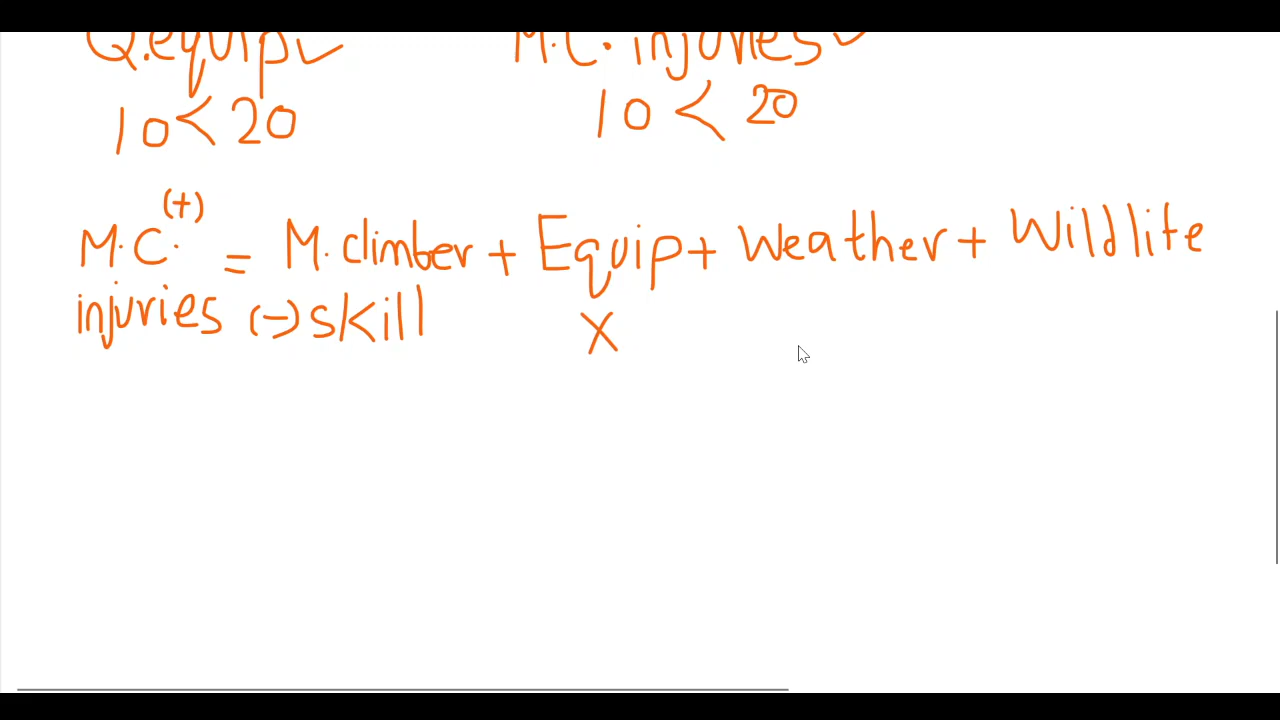 Q.equip✓ M.C. injuries✓
10 < 20 10 < 20
(+)
M.C. = M.climber + Equip + Weather + Wildlife
injuries (-) skill X